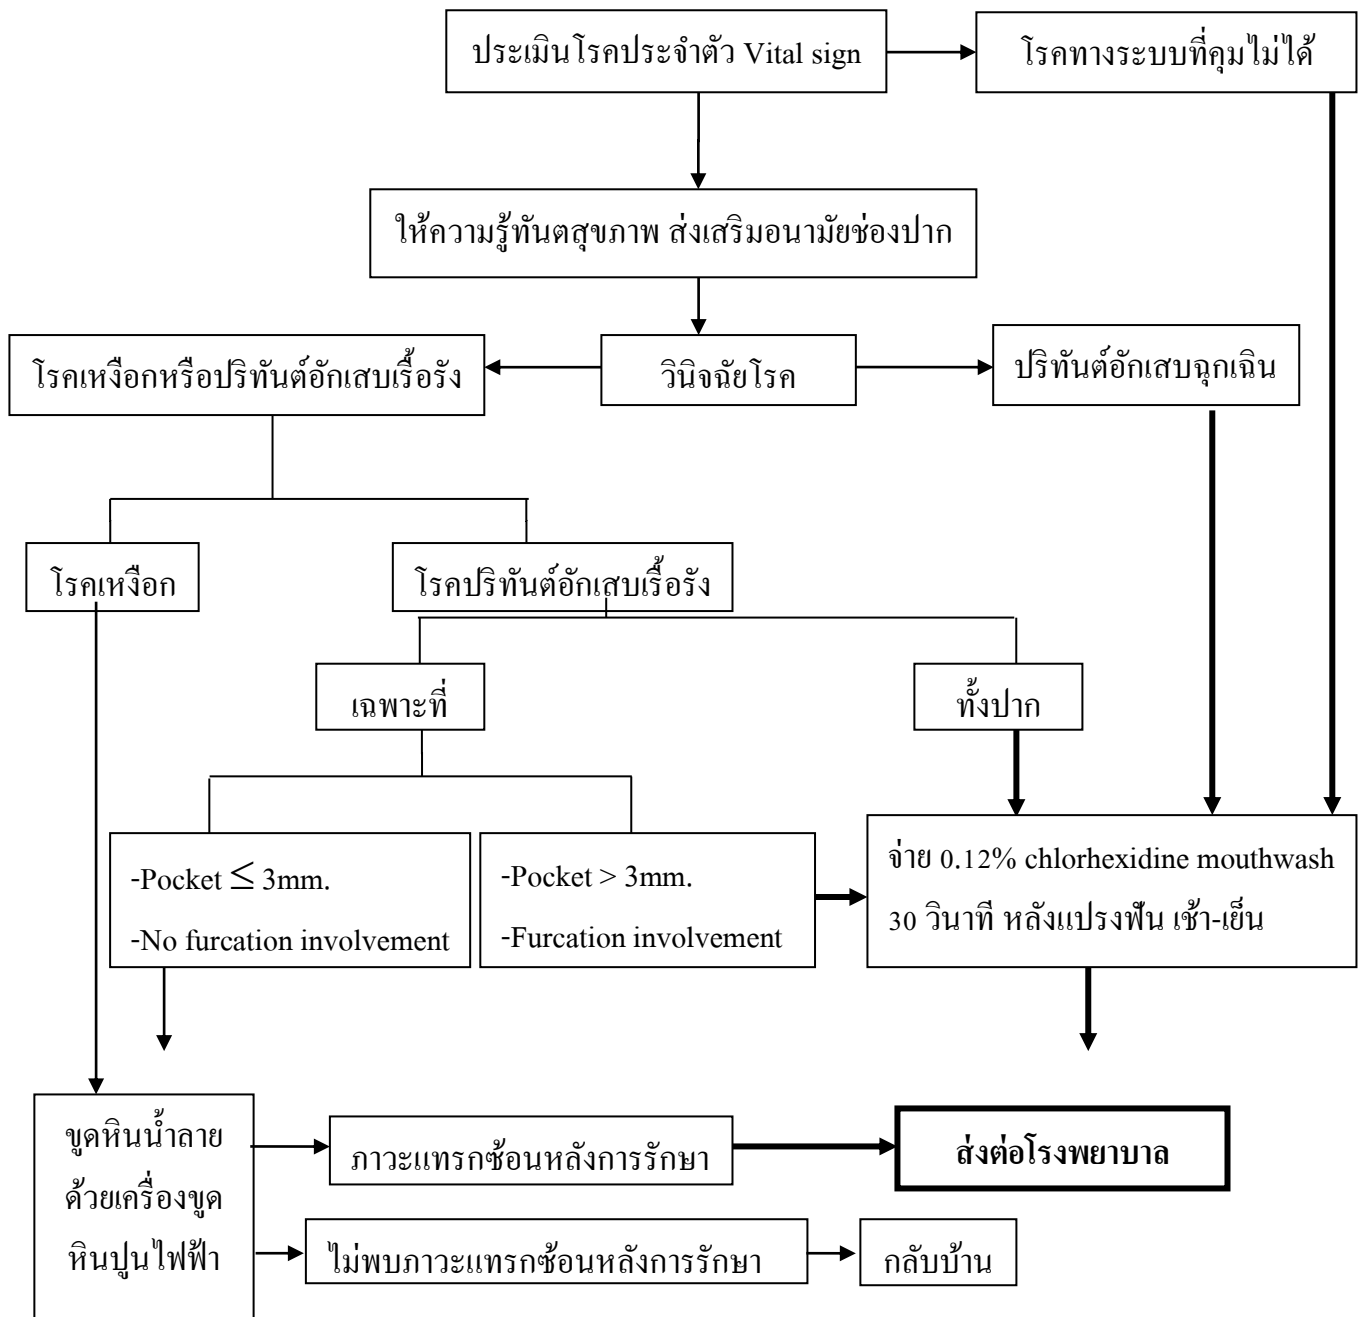 ประเมินโรคประจำตัว Vital sign
โรคทางระบบที่คุมไม่ได้
ให้ความรู้ทันตสุขภาพ ส่งเสริมอนามัยช่องปาก
โรคเหงือกหรือปริทันต์อักเสบเรื้อรัง
วินิจฉัยโรค
ปริทันต์อักเสบฉุกเฉิน
โรคเหงือก
โรคปริทันต์อักเสบเรื้อรัง
เฉพาะที่
ทั้งปาก
-Pocket ≤ 3mm.
-No furcation involvement
-Pocket > 3mm.
-Furcation involvement
จ่าย 0.12% chlorhexidine mouthwash
30 วินาที หลังแปรงฟัน เช้า-เย็น
ขูดหินน้ำลาย
ด้วยเครื่องขูด
หินปูนไฟฟ้า
ภาวะแทรกซ้อนหลังการรักษา
ส่งต่อโรงพยาบาล
ไม่พบภาวะแทรกซ้อนหลังการรักษา
กลับบ้าน